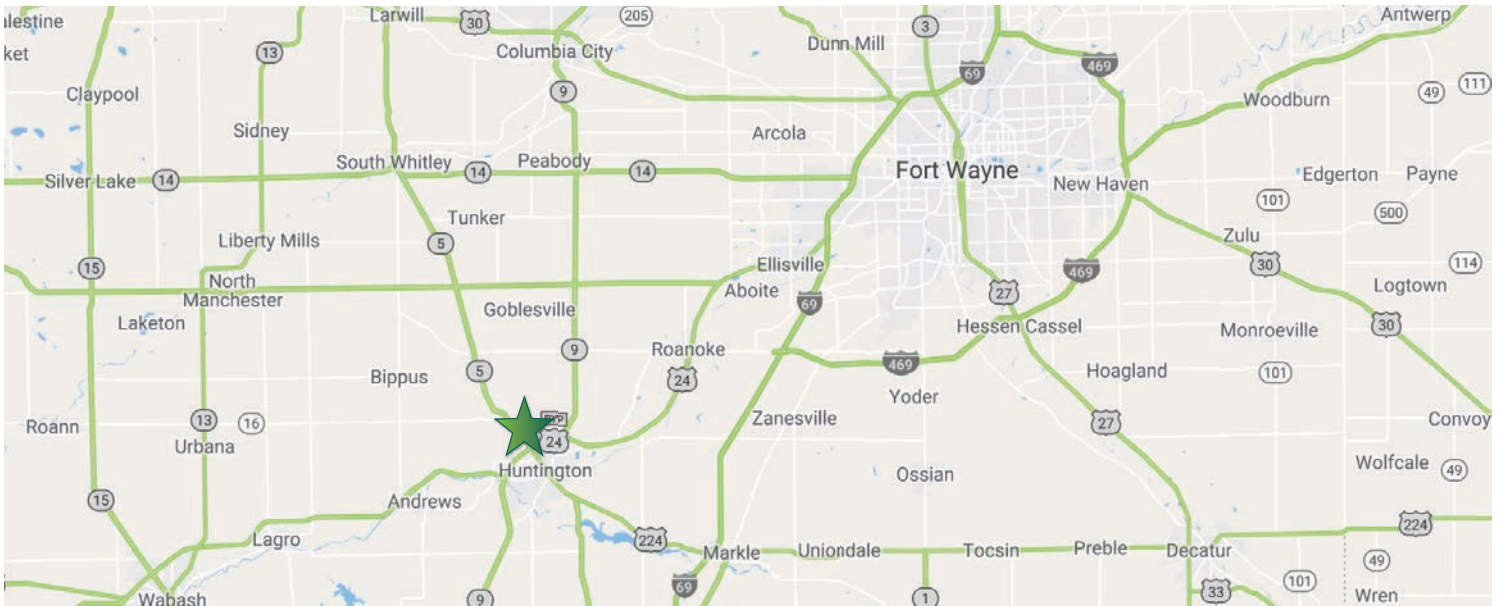 alestine
Larwill
30
205
3
Antwerp
ket
13
Columbia City
Dunn Mill
69
469
Claypool
9
49
111
Woodburn
Sidney
Arcola
South Whitley
Peabody
Fort Wayne
Silver Lake
14
14
14
New Haven
Edgerton
Payne
101
500
Tunker
5
Liberty Mills
Zulu
15
Ellisville
469
30
114
North
Manchester
Aboite
69
27
Logtown
Goblesville
Laketon
Hessen Cassel
Monroeville
30
9
Roanoke
5
Bippus
24
469
Hoagland
101
Yoder
13
16
Roann
Urbana
Zanesville
27
Convoy
24
Huntington
Ossian
Wolfcale
49
15
Andrews
Lagro
224
Markle
Uniondale
Tocsin
Preble
Decatur
224
49
69
101
Wabash
9
1
33
Wren